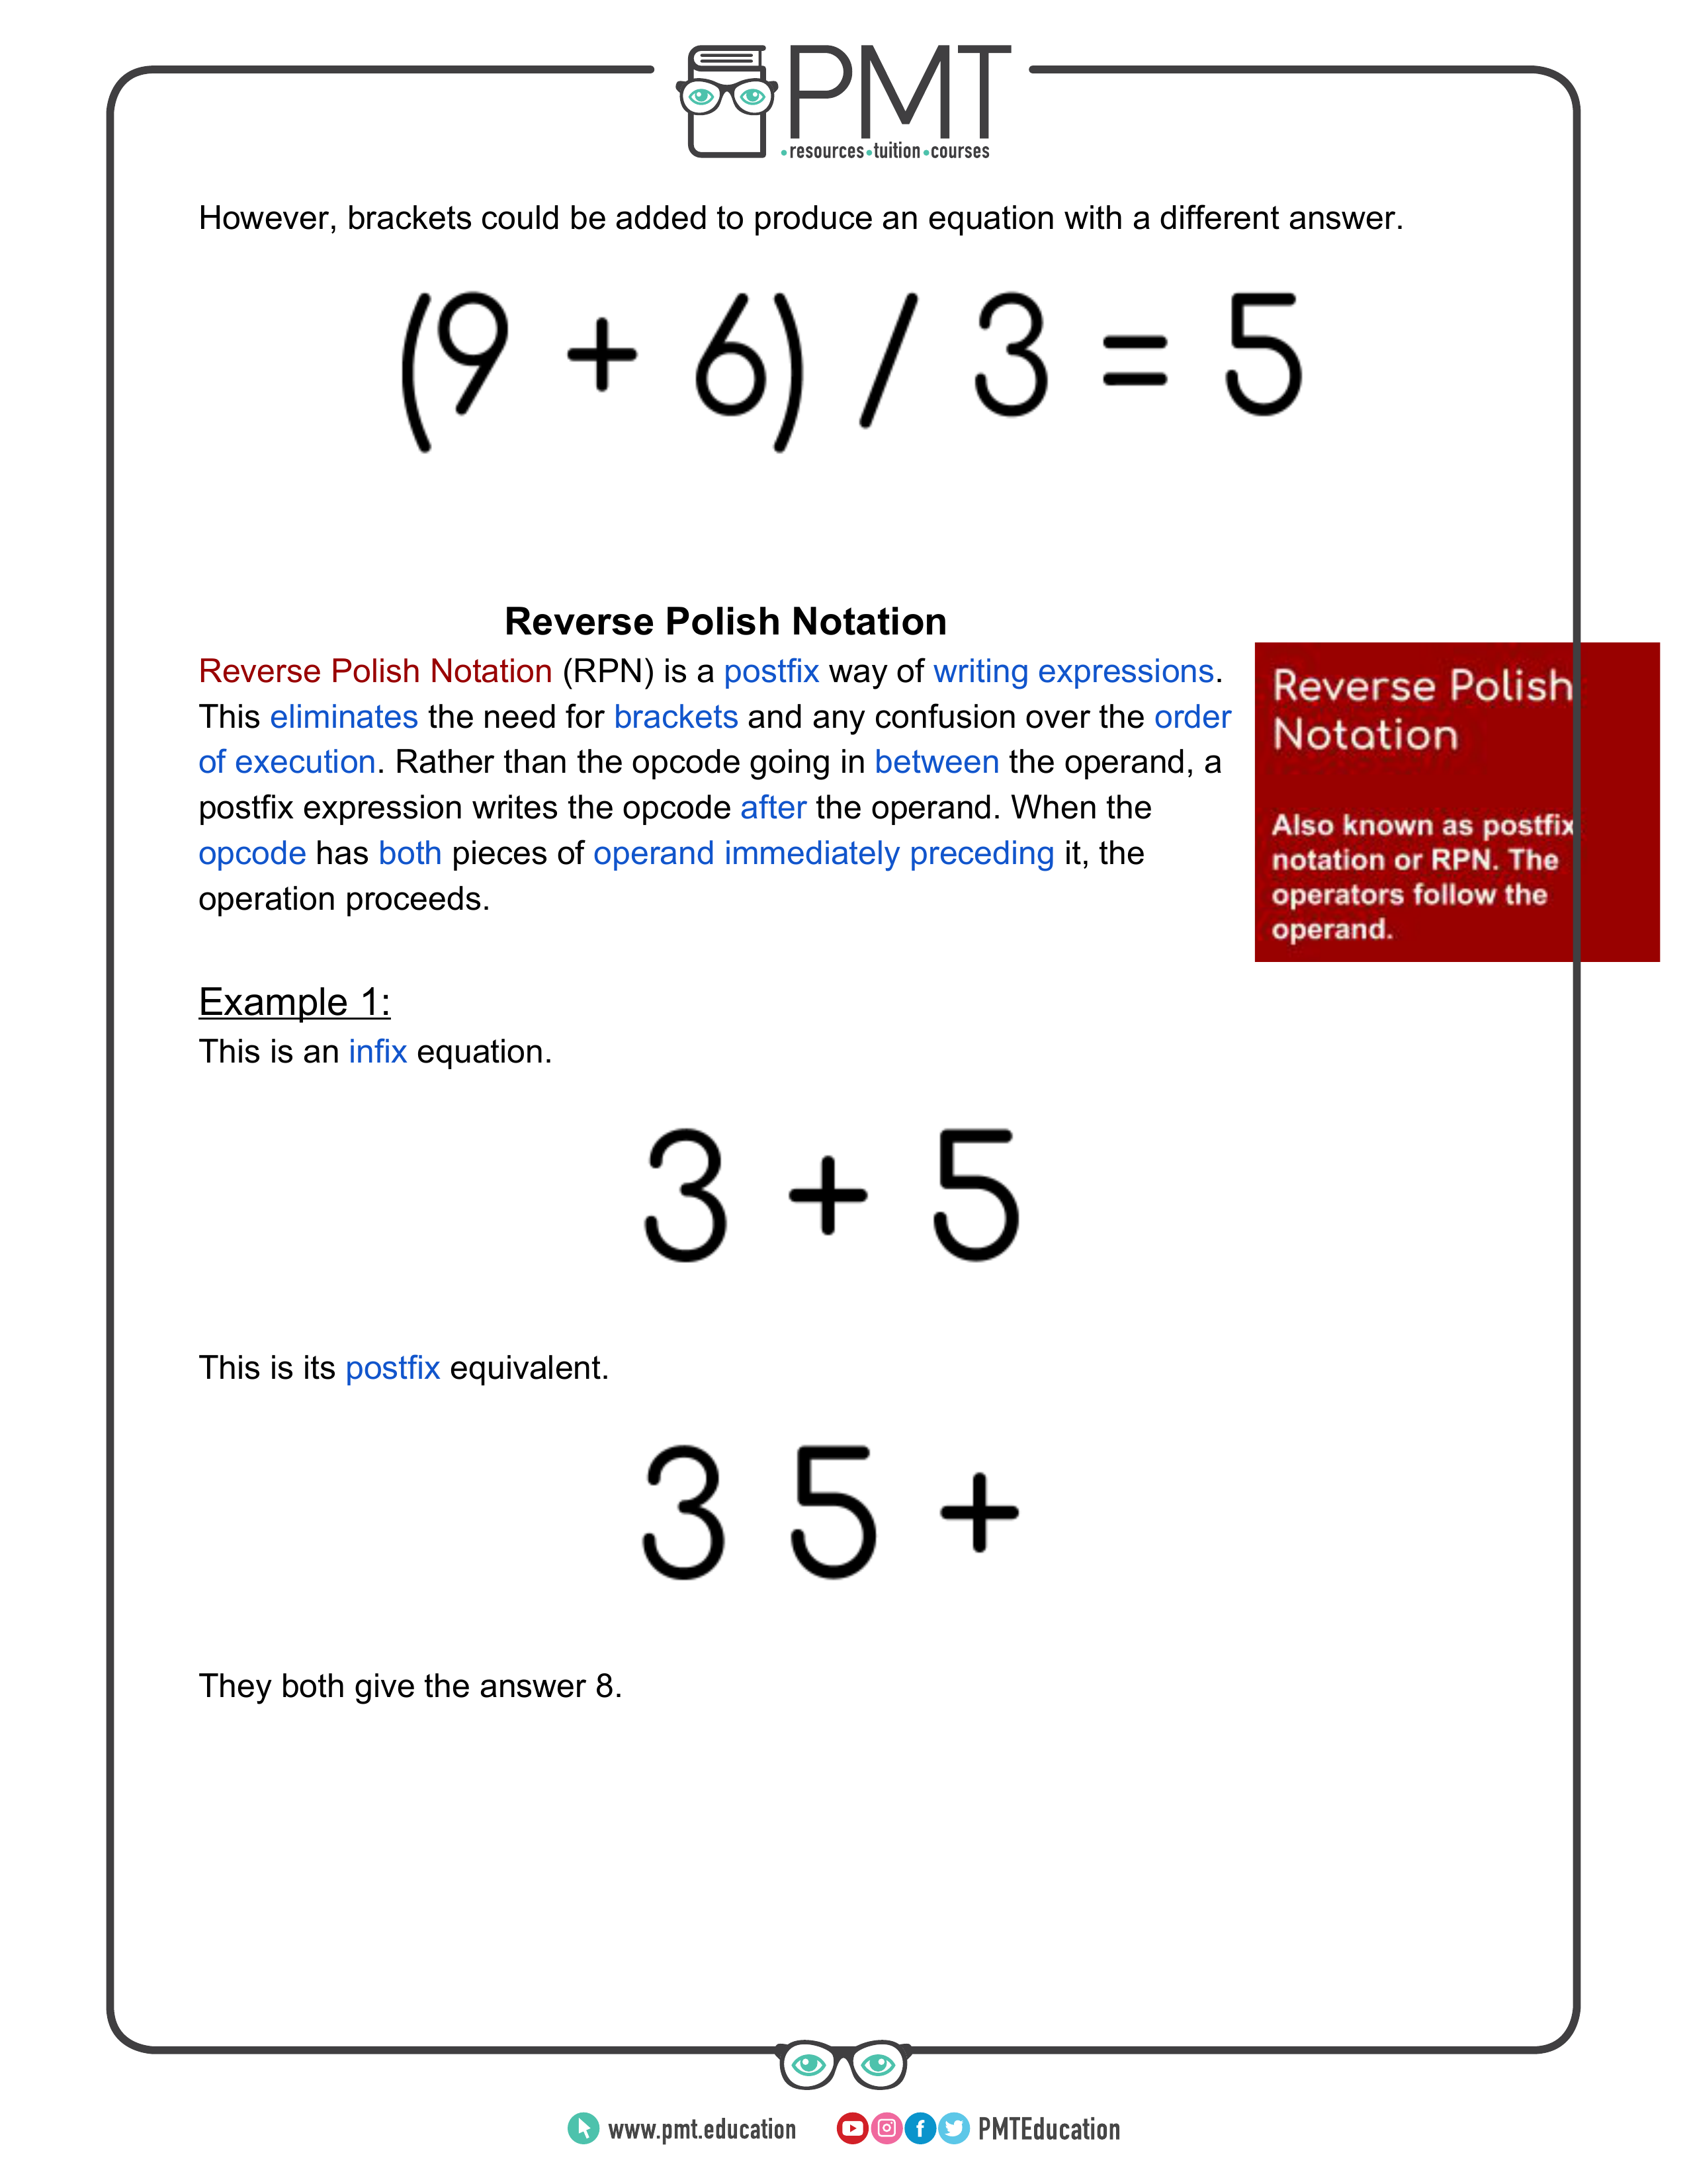 PMT
•resources•tuition•courses
However, brackets could be added to produce an equation with a different answer.
(9 + 6) / 3 = 5
Reverse Polish Notation
Reverse Polish Notation (RPN) is a postfix way of writing expressions.
This eliminates the need for brackets and any confusion over the order
of execution. Rather than the opcode going in between the operand, a
postfix expression writes the opcode after the operand. When the
opcode has both pieces of operand immediately preceding it, the
operation proceeds.
Reverse Polish
Notation
Also known as postfix
notation or RPN. The
operators follow the
operand.
Example 1:
This is an infix equation.
3 + 5
This is its postfix equivalent.
3 5 +
They both give the answer 8.
www.pmt.education
PMTEducation